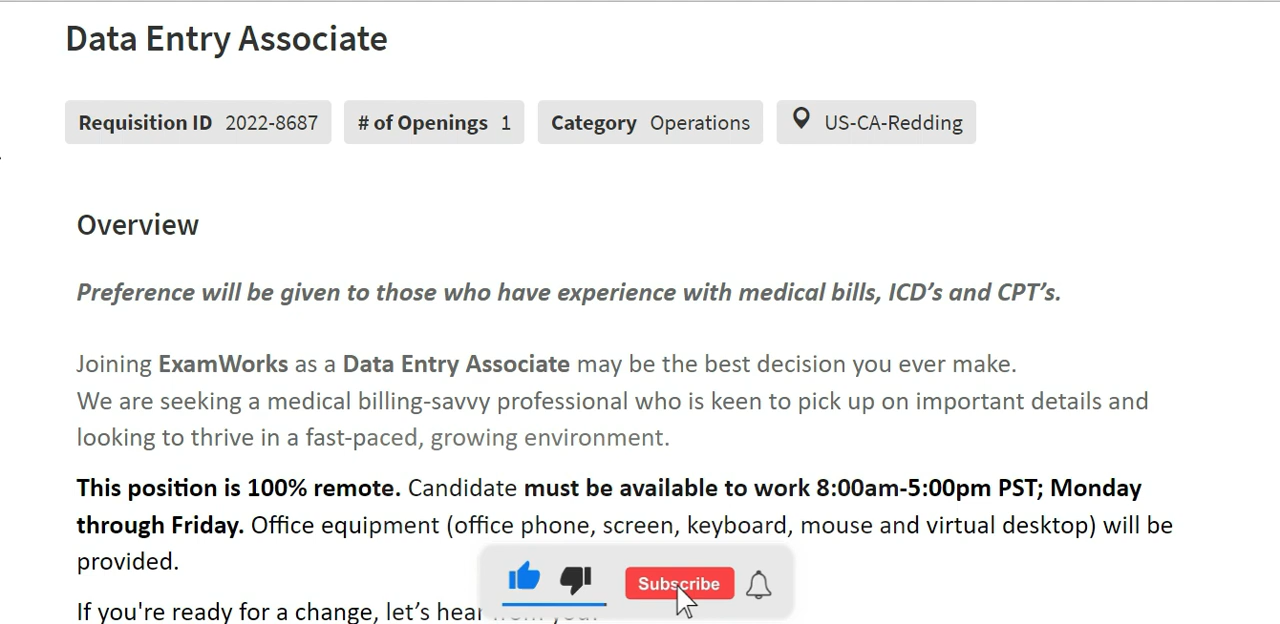 Data Entry Associate
Requisition ID 2022-8687 # of Openings 1 Category Operations US-CA-Redding
Overview
Preference will be given to those who have experience with medical bills, ICD’s and CPT’s.
Joining ExamWorks as a Data Entry Associate may be the best decision you ever make.
We are seeking a medical billing-savvy professional who is keen to pick up on important details and
looking to thrive in a fast-paced, growing environment.
This position is 100% remote. Candidate must be available to work 8:00am-5:00pm PST; Monday
through Friday. Office equipment (office phone, screen, keyboard, mouse and virtual desktop) will be
provided.
Subscribe
If you're ready for a change, let’s hear